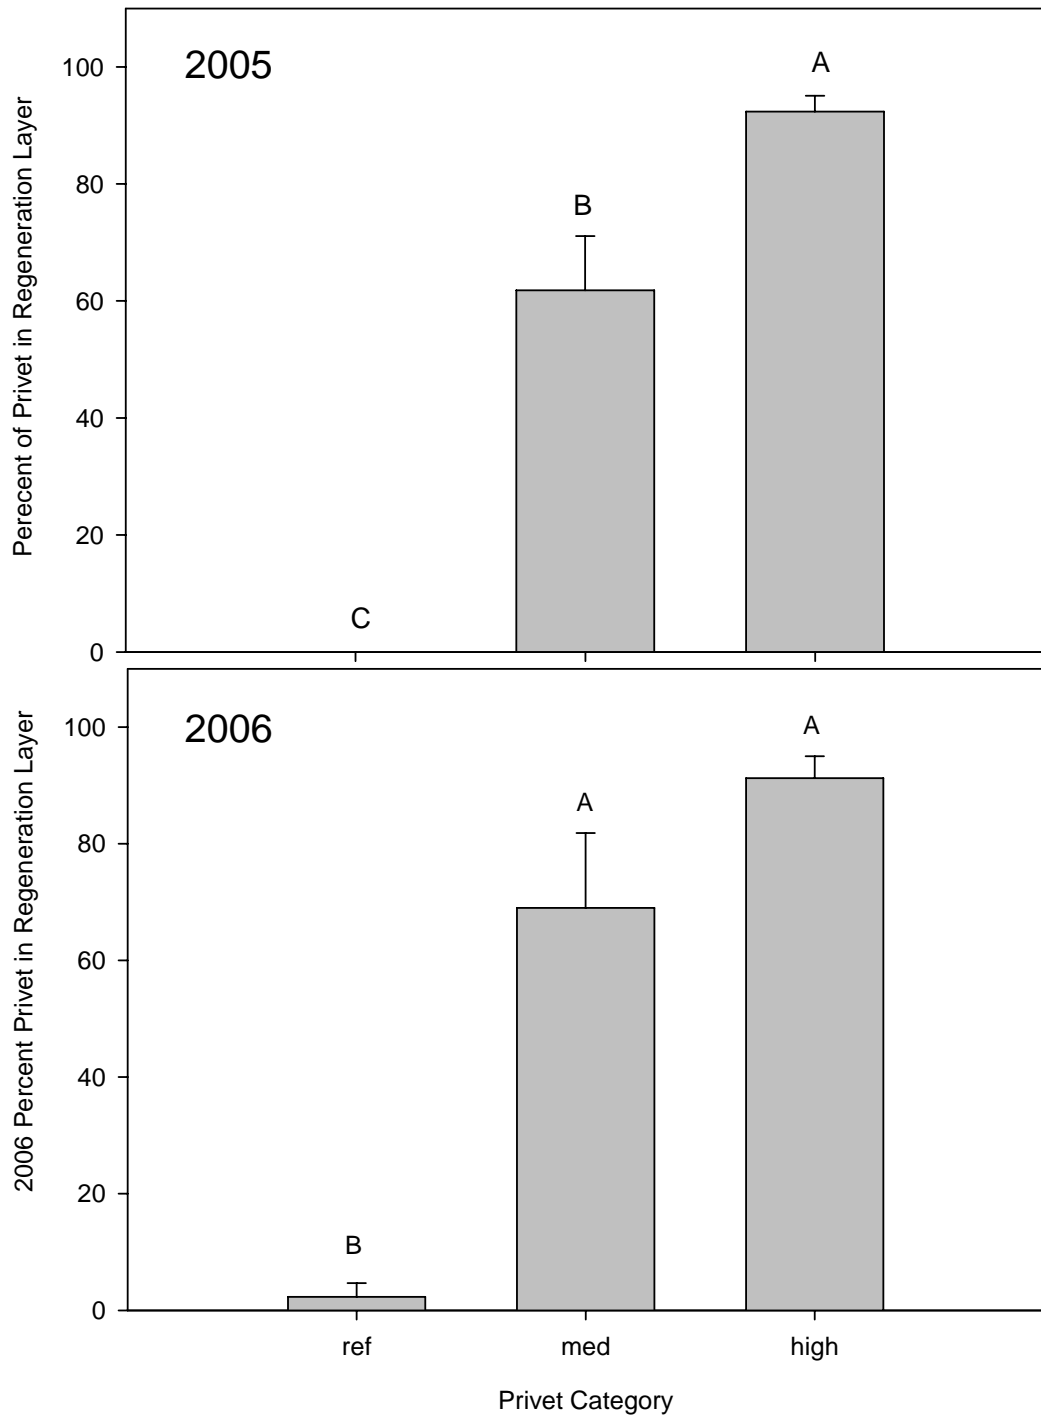 2005
Perecent of Privet in Regeneration Layer
100
80
60
40
20
0
A
B
C
2006
2006 Percent Privet in Regeneration Layer
100
80
60
40
20
0
A
A
B
ref med high
Privet Category